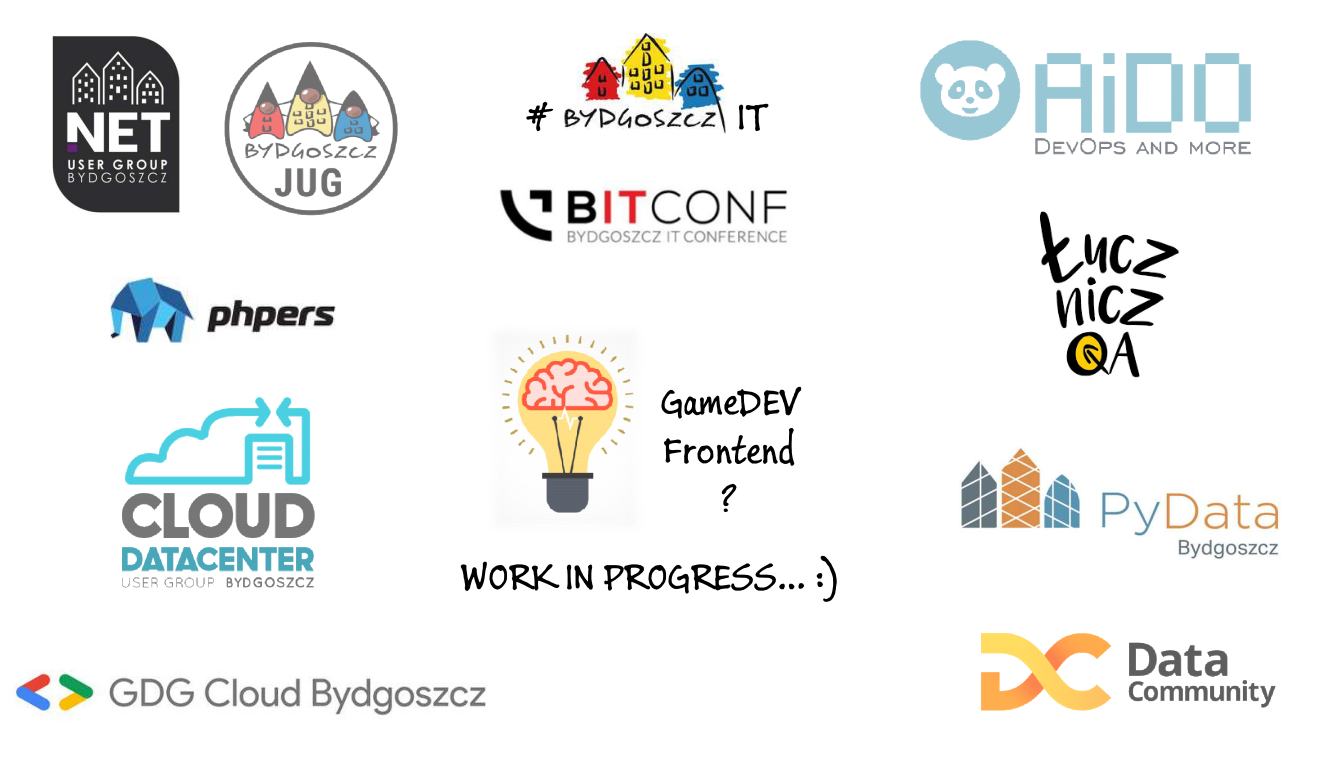 .NET
USER GROUP
BYDGOSZCZ
BYDGOSZCZ
JUG
# BYDGOSZCZ IT
AiDO
DEVOPS AND MORE
BITCONF
BYDGOSZCZ IT CONFERENCE
Łucz
nicz
QA
phpers
GameDEV
Frontend
?
CLOUD
DATACENTER
USER GROUP BYDGOSZCZ
PyData
Bydgoszcz
WORK IN PROGRESS... :)
Data
Community
DC
GDG Cloud Bydgoszcz